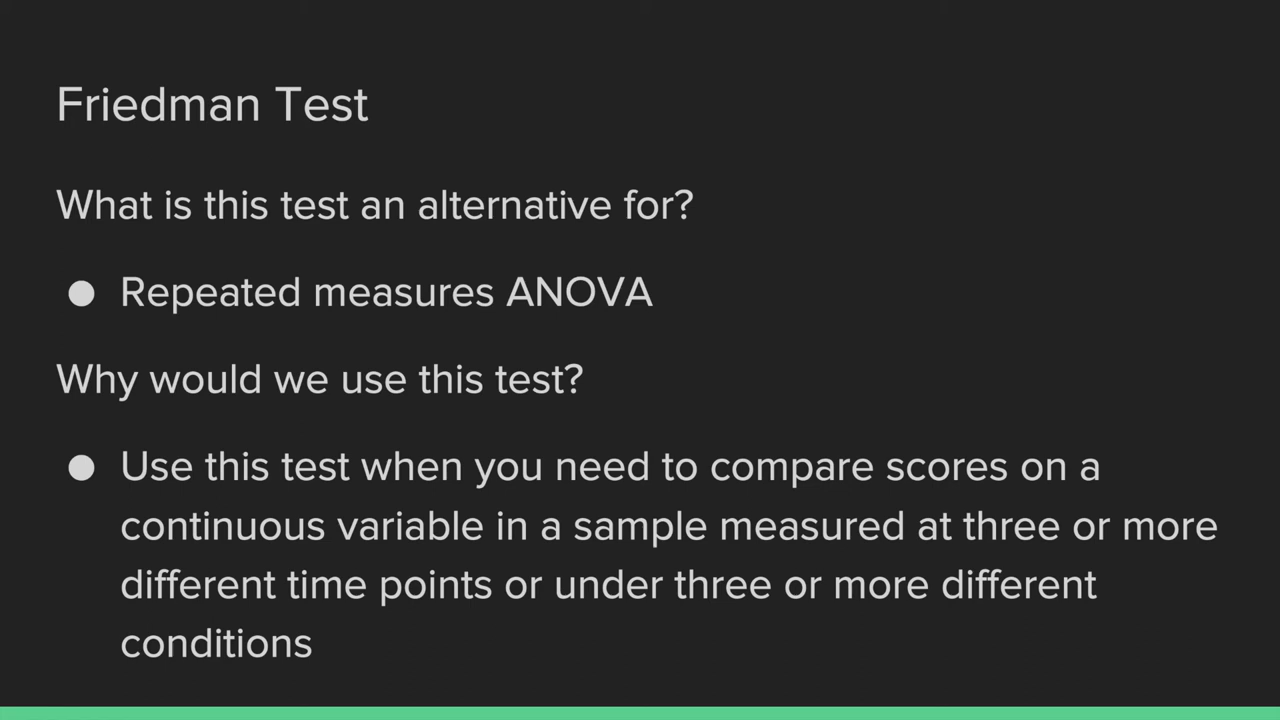 Friedman Test
What is this test an alternative for?
● Repeated measures ANOVA
Why would we use this test?
● Use this test when you need to compare scores on a
continuous variable in a sample measured at three or more
different time points or under three or more different
conditions